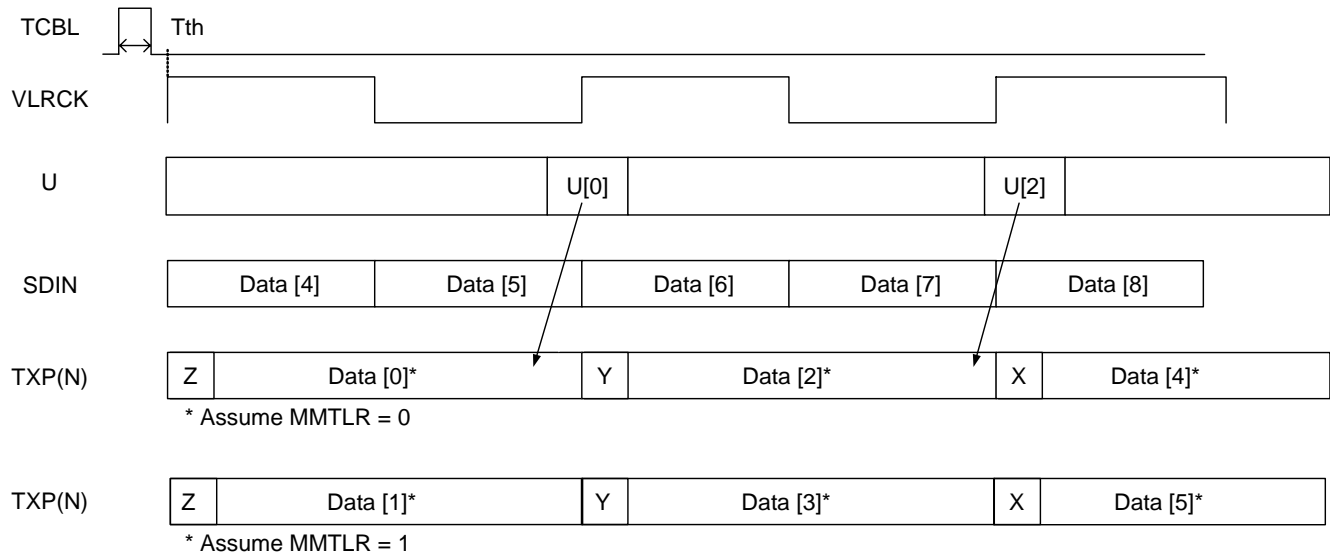 TCBL Tth
VLRCK
U U[0] U[2]
SDIN Data [4] Data [5] Data [6] Data [7] Data [8]
TXP(N) Z Data [0]* Y Data [2]* X Data [4]*
* Assume MMTLR = 0
TXP(N) Z Data [1]* Y Data [3]* X Data [5]*
* Assume MMTLR = 1